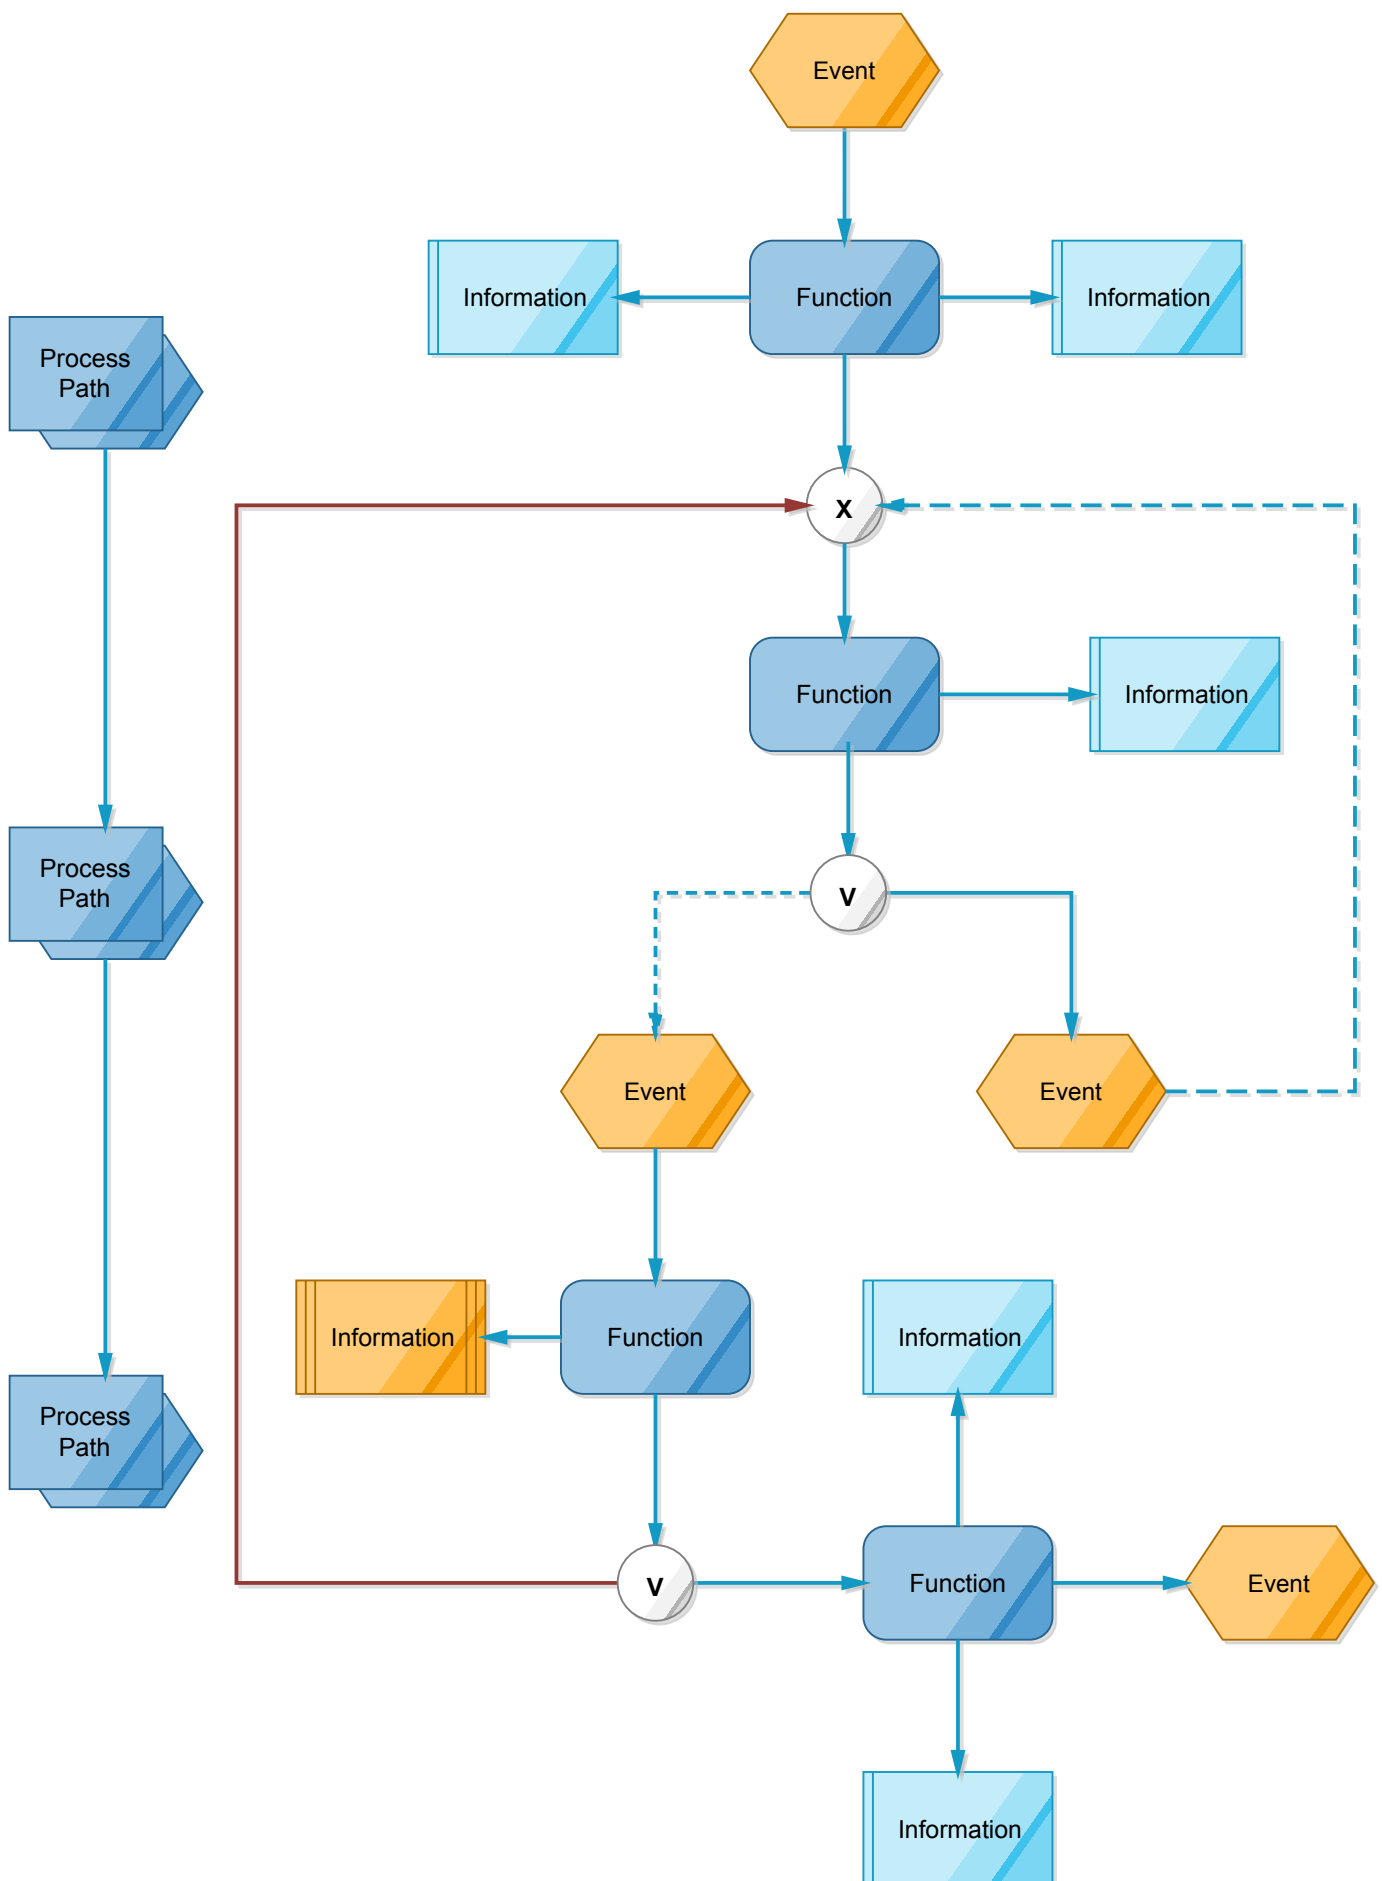 Event
Information
Function
Information
Process
Path
X
Function
Information
Process
Path
V
Event
Event
Information
Function
Information
Process
Path
V
Function
Event
Information